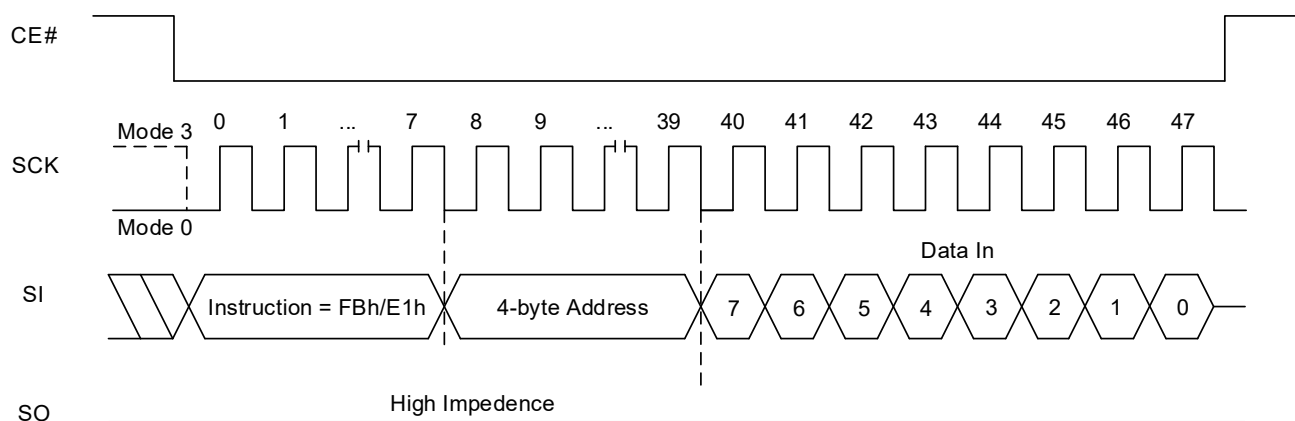 CE#
0 1 ... 7 8 9 ... 39 40 41 42 43 44 45 46 47
Mode 3
SCK
Mode 0
Data In
SI
Instruction = FBh/E1h 4-byte Address 7 6 5 4 3 2 1 0
High Impedence
SO